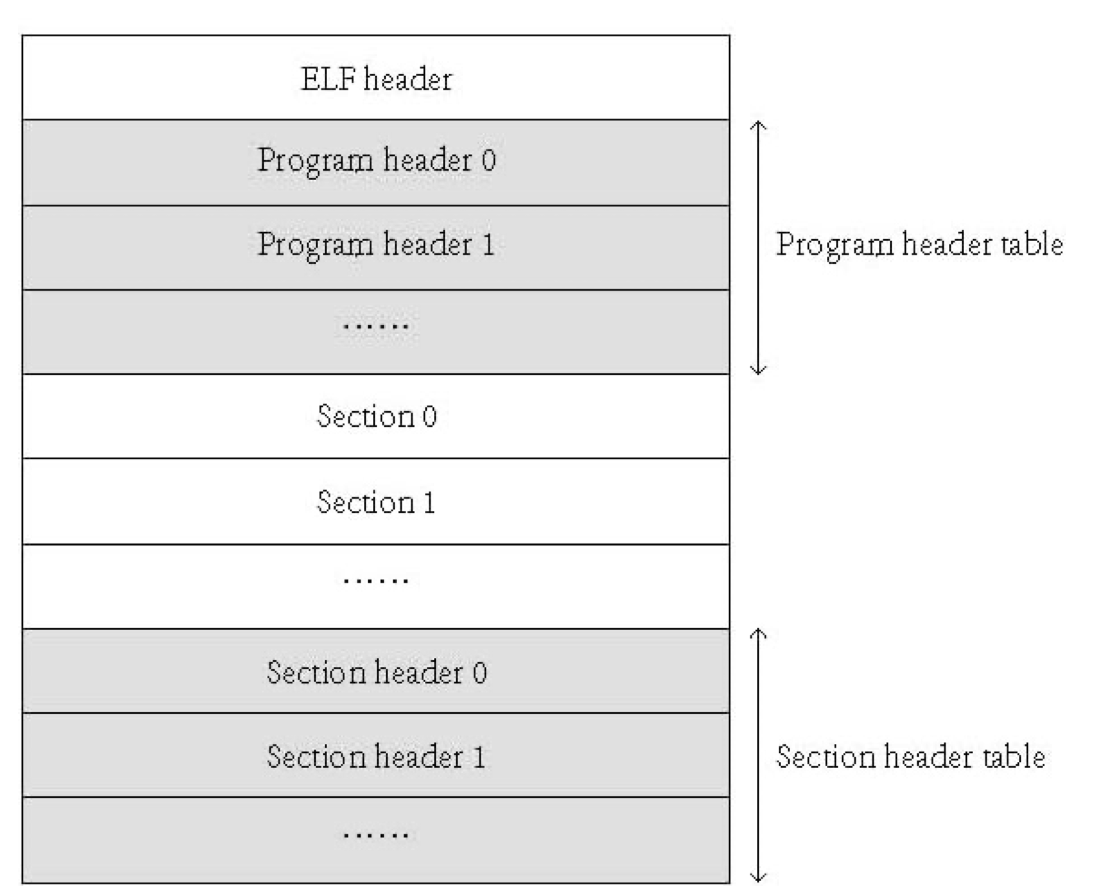 ELF header
Program header 0
Program header 1
......
Program header table
Section 0
Section 1
......
Section header 0
Section header 1
......
Section header table